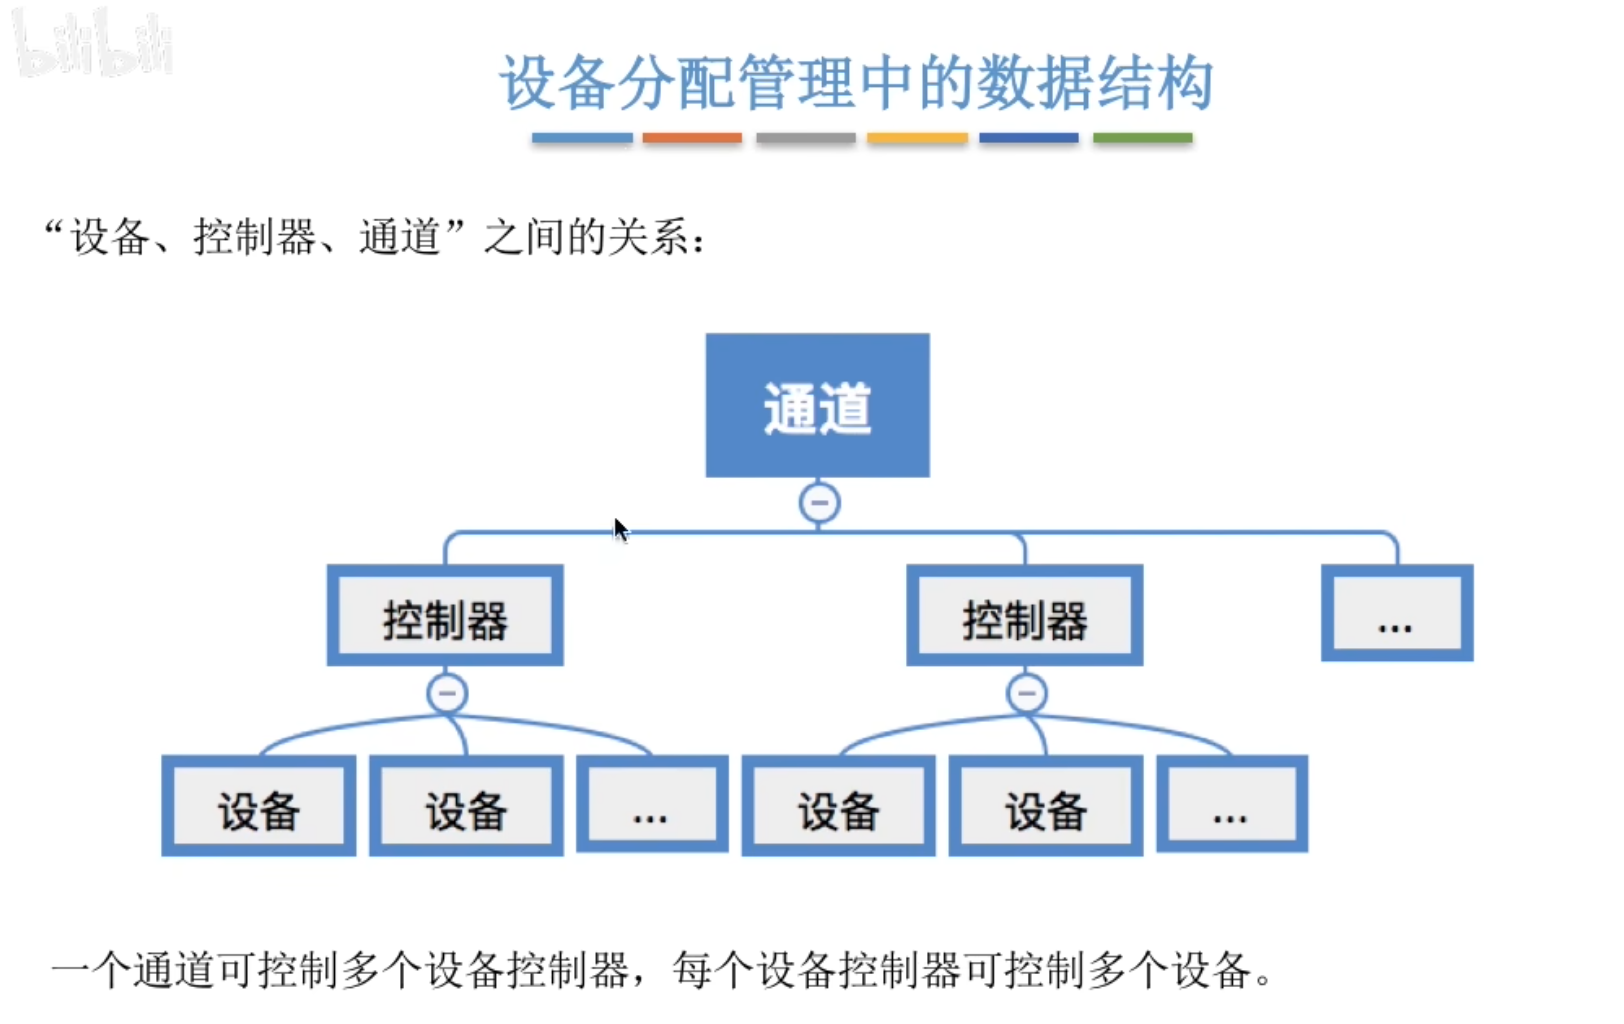 bilibili
设备分配管理中的数据结构
“设备、控制器、通道”之间的关系：
通道
控制器
控制器
...
设备
设备
...
设备
设备
...
一个通道可控制多个设备控制器，每个设备控制器可控制多个设备。